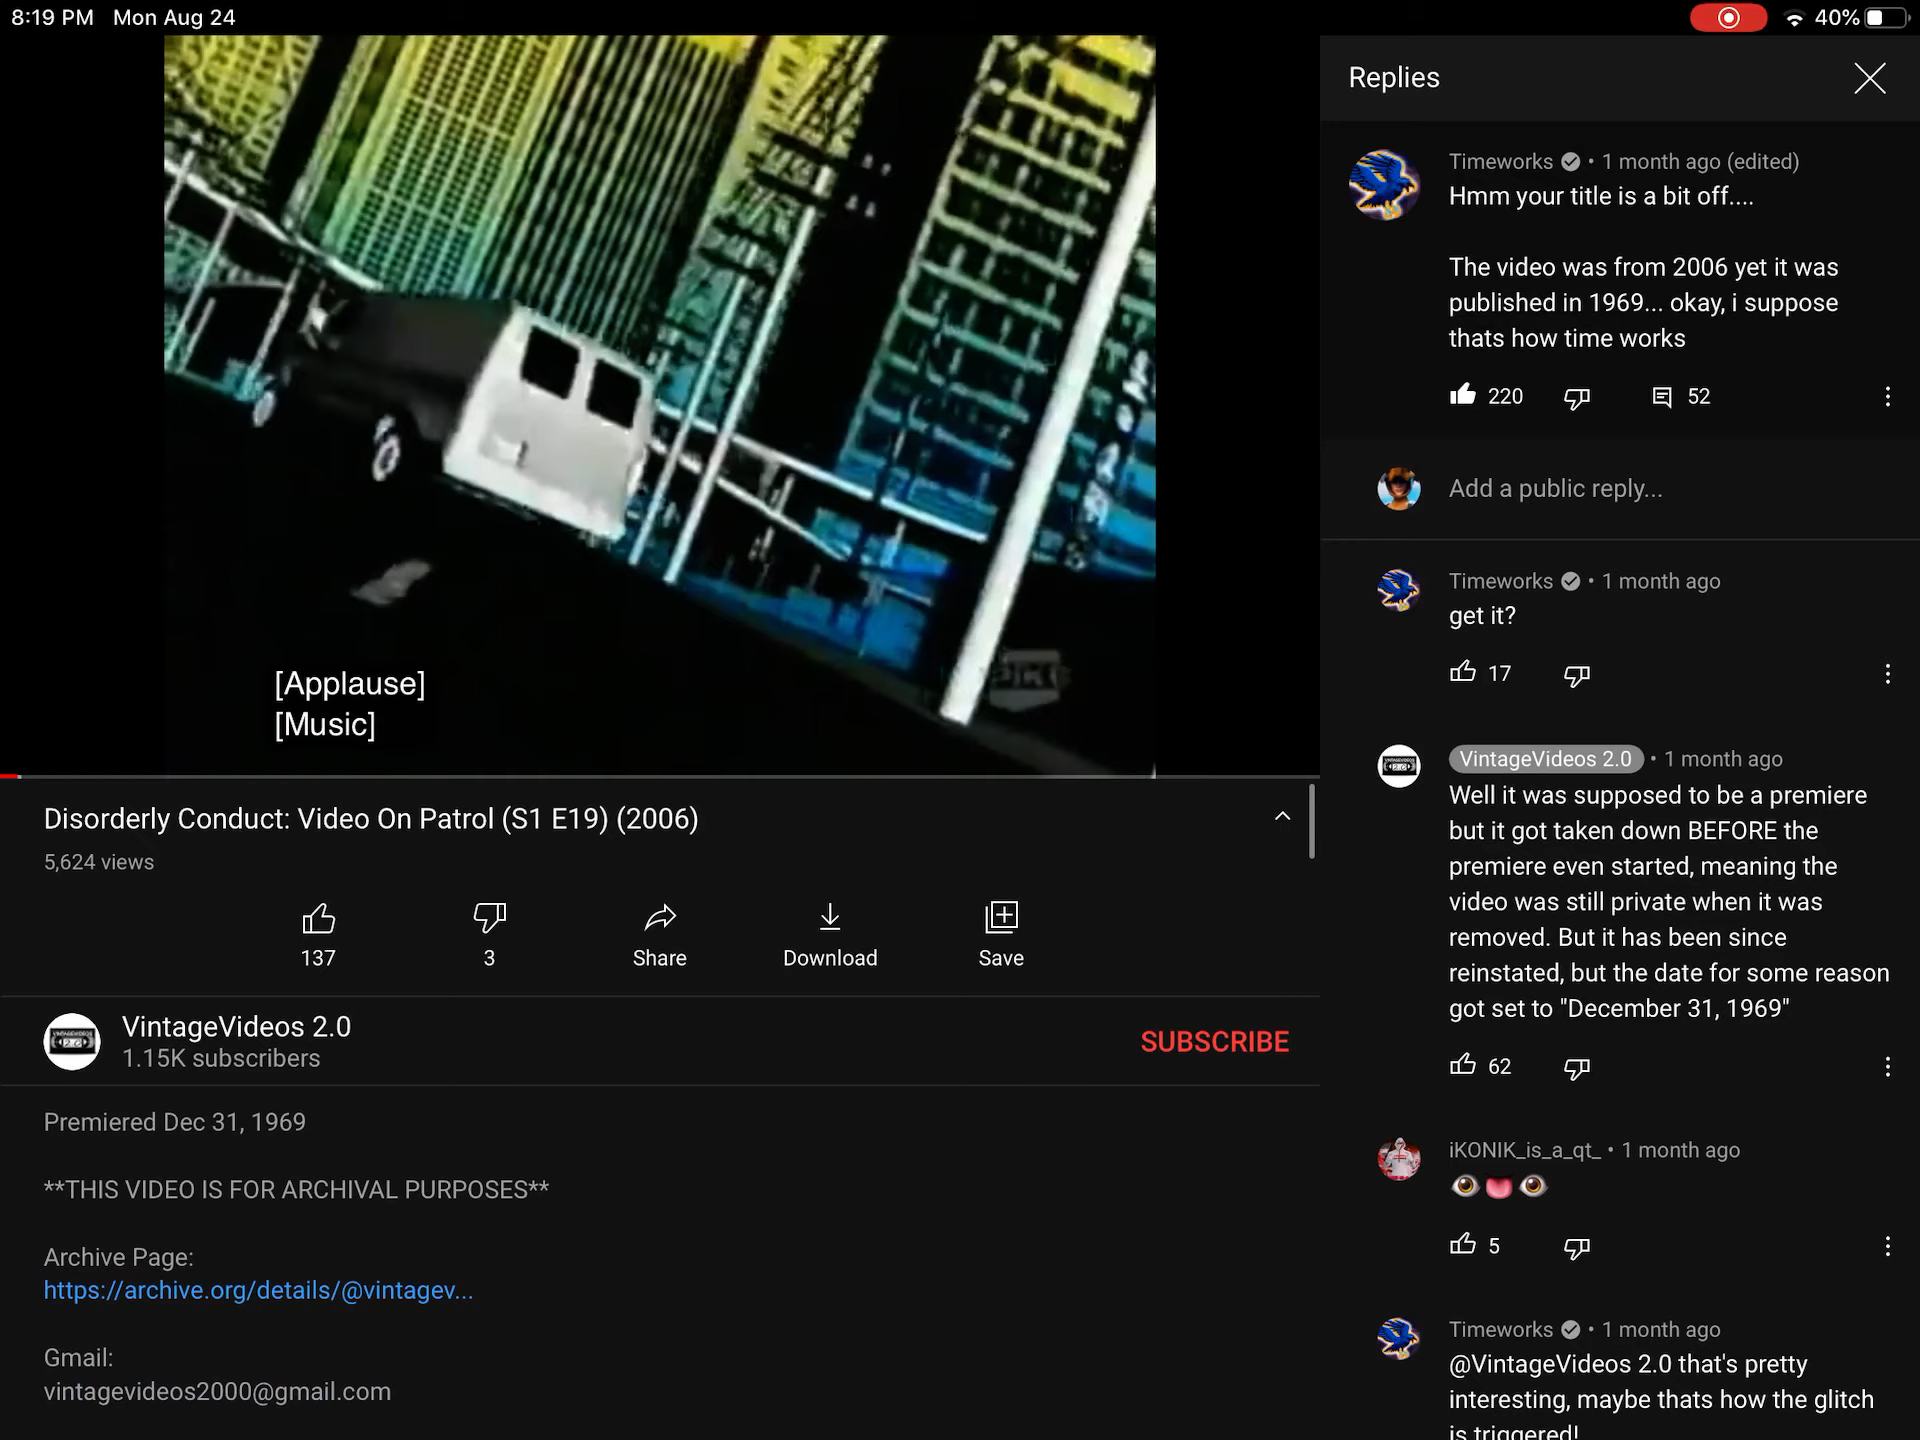 8:19 PM Mon Aug 24
40%
[Applause]
[Music]
Disorderly Conduct: Video On Patrol (S1 E19) (2006)
5,624 views
137
3
Share
Download
Save
VintageVideos 2.0
1.15K subscribers
SUBSCRIBE
Premiered Dec 31, 1969
**THIS VIDEO IS FOR ARCHIVAL PURPOSES**
Archive Page:
https://archive.org/details/@vintagev...
Gmail:
vintagevideos2000@gmail.com
Replies
Timeworks • 1 month ago (edited)
Hmm your title is a bit off....
The video was from 2006 yet it was
published in 1969... okay, i suppose
thats how time works
220
52
Add a public reply...
Timeworks • 1 month ago
get it?
17
VintageVideos 2.0 • 1 month ago
Well it was supposed to be a premiere
but it got taken down BEFORE the
premiere even started, meaning the
video was still private when it was
removed. But it has been since
reinstated, but the date for some reason
got set to "December 31, 1969"
62
iKONIK_is_a_qt_ • 1 month ago
👁👅👁
5
Timeworks • 1 month ago
@VintageVideos 2.0 that's pretty
interesting, maybe thats how the glitch
is triggered!